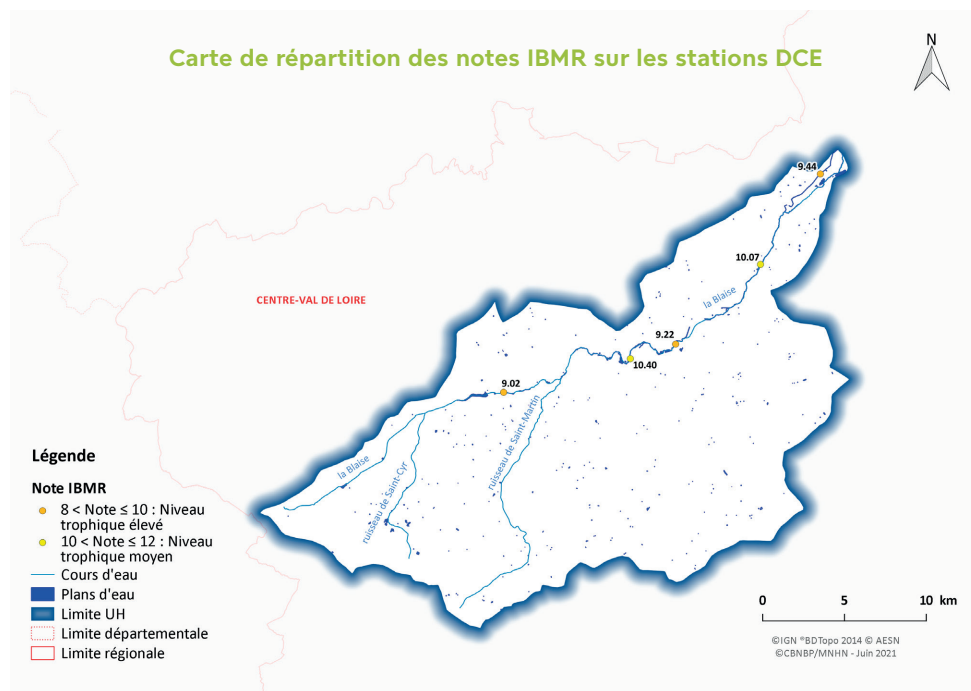 Carte de répartition des notes IBMR sur les stations DCE
N
9.44
10.07
la Blaise
CENTRE-VAL DE LOIRE
9.22
10.40
9.02
ruisseau de Saint-Martin
la Blaise
ruisseau de Saint-Cyr
Légende
Note IBMR
8 < Note ≤ 10 : Niveau
trophique élevé
10 < Note ≤ 12 : Niveau
trophique moyen
Cours d'eau
Plans d'eau
Limite UH
Limite départementale
Limite régionale
0 5 10 km
©IGN ®BDTopo 2014 © AESN
©CBNBP/MNHN - Juin 2021